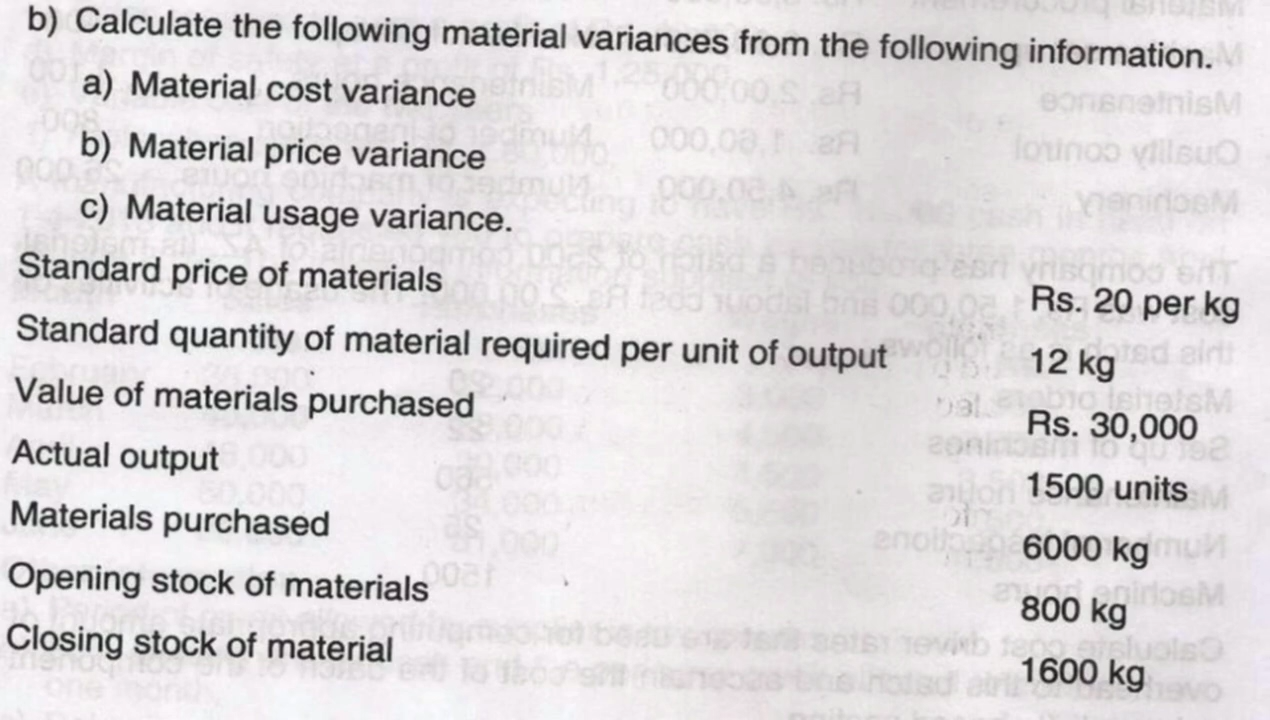 b) Calculate the following material variances from the following information.
a) Material cost variance
b) Material price variance
c) Material usage variance.
Standard price of materials Rs. 20 per kg
Standard quantity of material required per unit of output 12 kg
Value of materials purchased Rs. 30,000
Actual output 1500 units
Materials purchased 6000 kg
Opening stock of materials 800 kg
Closing stock of material 1600 kg